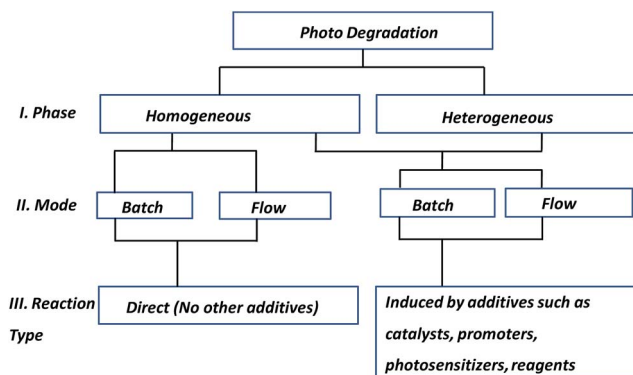 Photo Degradation
I. Phase
Homogeneous
Heterogeneous
II. Mode
Batch
Flow
Batch
Flow
III. Reaction
Type
Direct (No other additives)
Induced by additives such as
catalysts, promoters,
photosensitizers, reagents